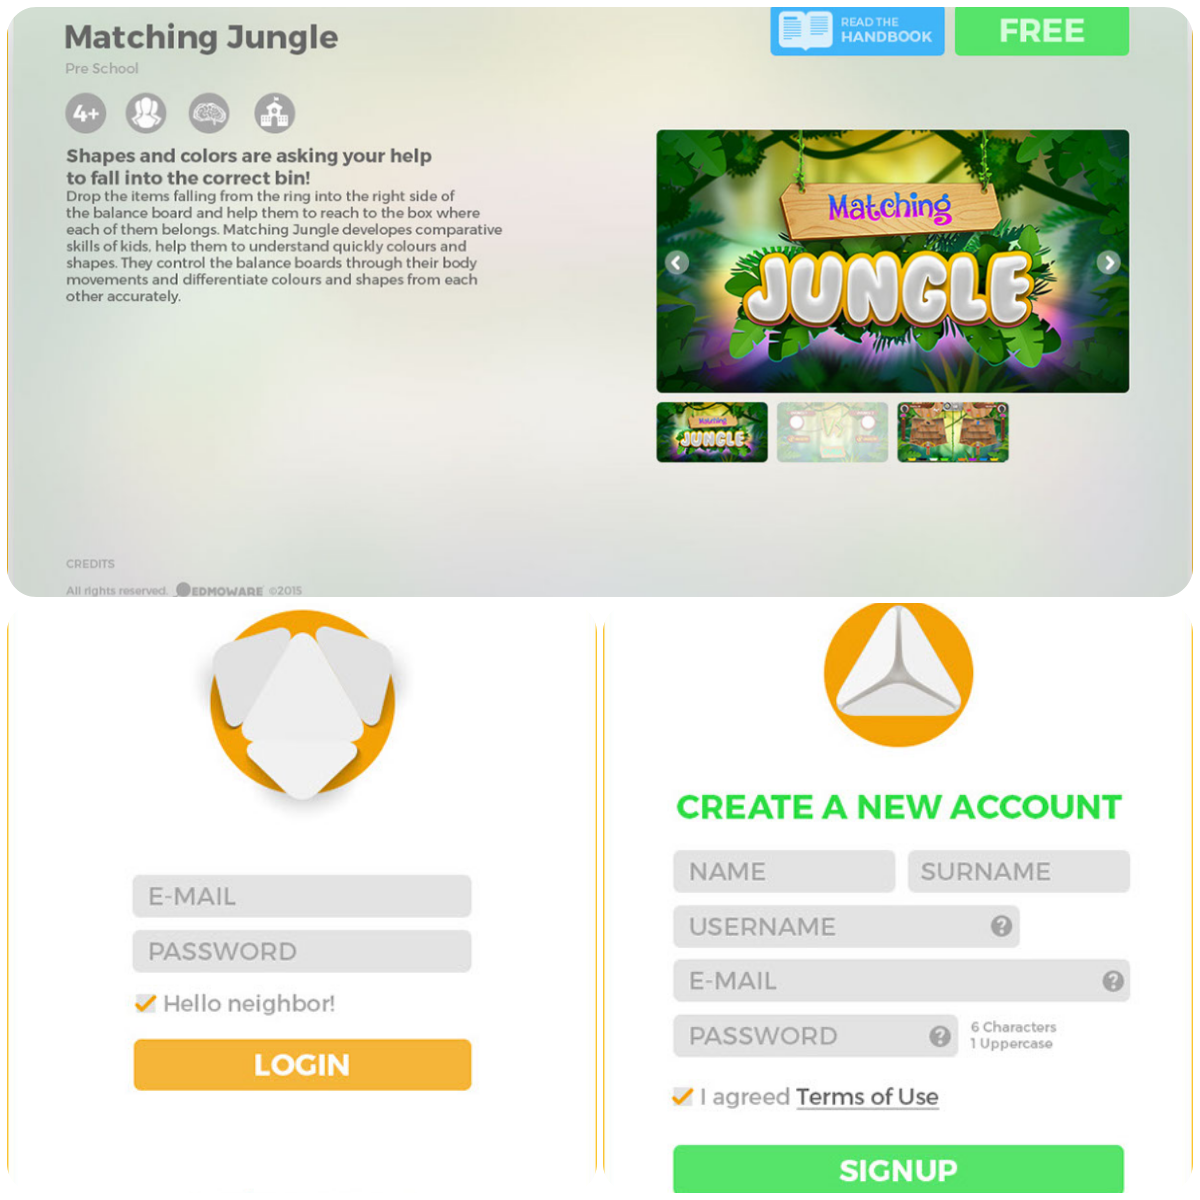 Matching Jungle
Pre School
READ THE
HANDBOOK
FREE
4+
Shapes and colors are asking your help
to fall into the correct bin!
Drop the items falling from the ring into the right side of
the balance board and help them to reach to the box where
each of them belongs. Matching Jungle developes comparative
skills of kids, help them to understand quickly colours and
shapes. They control the balance boards through their body
movements and differentiate colours and shapes from each
other accurately.
Matching
JUNGLE
Matching
JUNGLE
CREDITS
All rights reserved. EDMOWARE ©2015
E-MAIL
PASSWORD
Hello neighbor!
LOGIN
CREATE A NEW ACCOUNT
NAME
SURNAME
USERNAME ?
E-MAIL ?
PASSWORD ?
6 Characters
1 Uppercase
I agreed Terms of Use
SIGNUP